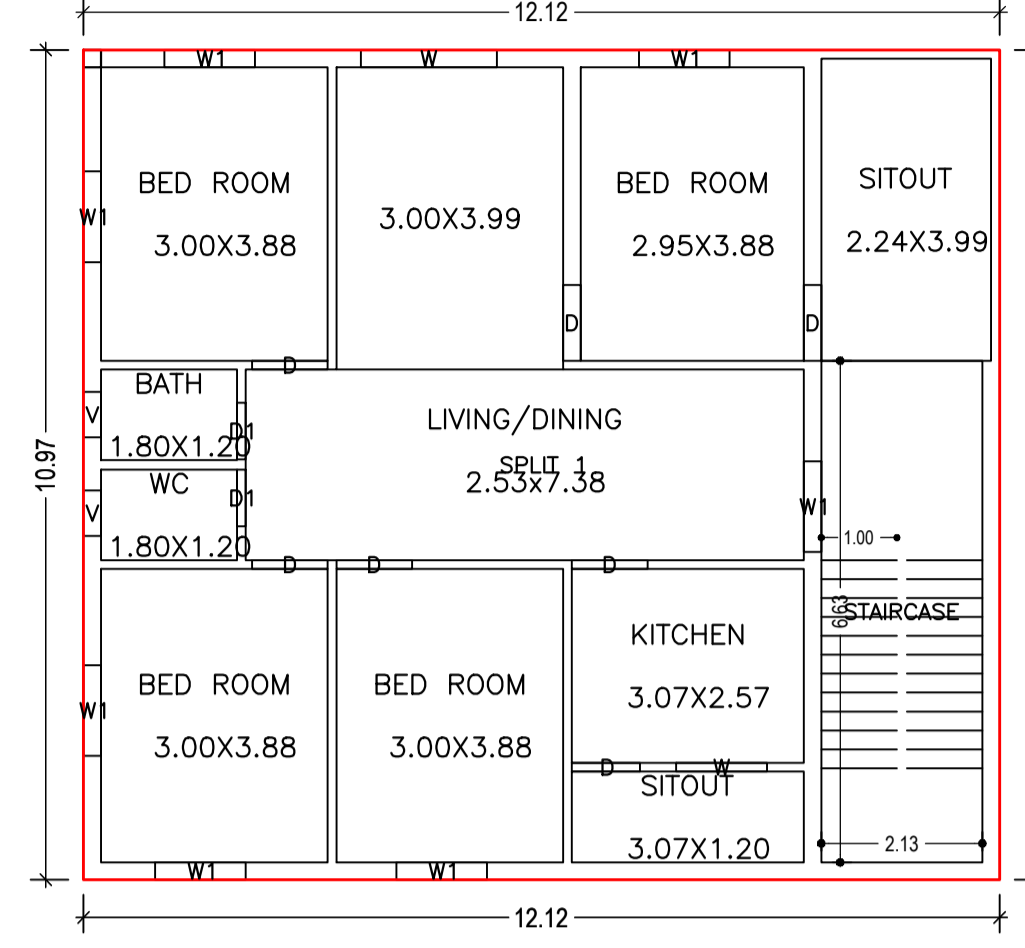 12.12
W1
W
W1
BED ROOM
3.00X3.88
3.00X3.99
BED ROOM
2.95X3.88
SITOUT
2.24X3.99
W1
D
D
D
BATH
1.80X1.20
V
D1
LIVING/DINING
SPLIT 1
2.53x7.38
10.97
WC
1.80X1.20
V
D1
W1
1.00
D
D
D
6.63
STAIRCASE
KITCHEN
3.07X2.57
BED ROOM
3.00X3.88
BED ROOM
3.00X3.88
W1
D
W
SITOUT
3.07X1.20
2.13
W1
W1
12.12